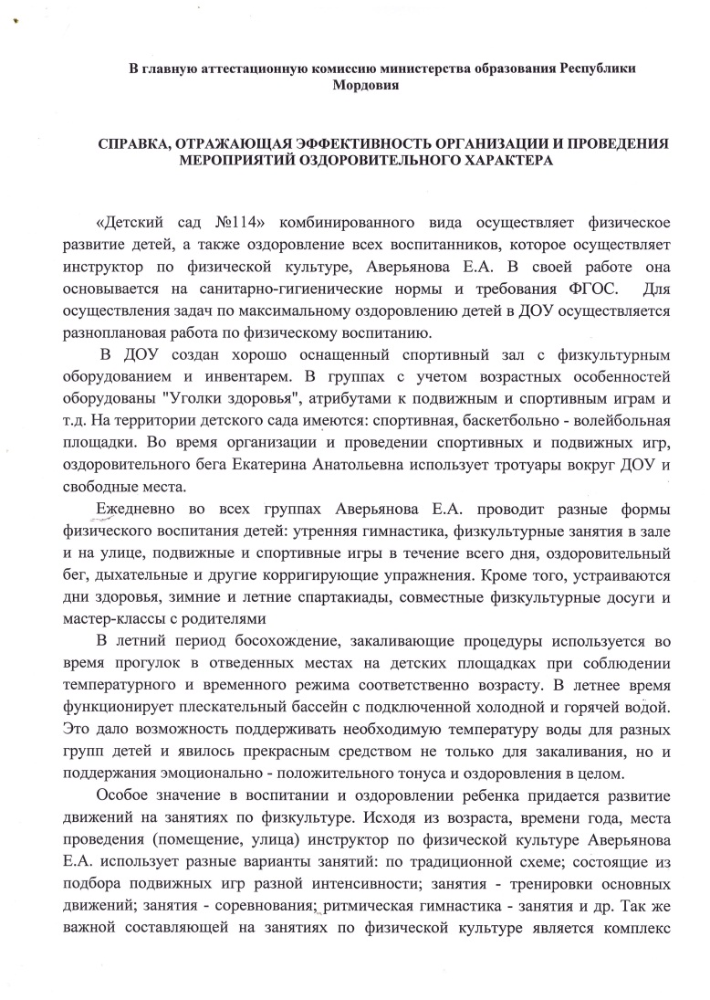 В главную аттестационную комиссию министерства образования Республики
Мордовия
СПРАВКА, ОТРАЖАЮЩАЯ ЭФФЕКТИВНОСТЬ ОРГАНИЗАЦИИ И ПРОВЕДЕНИЯ
МЕРОПРИЯТИЙ ОЗДОРОВИТЕЛЬНОГО ХАРАКТЕРА
«Детский сад №114» комбинированного вида осуществляет физическое
развитие детей, а также оздоровление всех воспитанников, которое осуществляет
инструктор по физической культуре, Аверьянова Е.А. В своей работе она
основывается на санитарно-гигиенические нормы и требования ФГОС. Для
осуществления задач по максимальному оздоровлению детей в ДОУ осуществляется
разноплановая работа по физическому воспитанию.
В ДОУ создан хорошо оснащенный спортивный зал с физкультурным
оборудованием и инвентарем. В группах с учетом возрастных особенностей
оборудованы "Уголки здоровья", атрибутами к подвижным и спортивным играм и
т.д. На территории детского сада имеются: спортивная, баскетбольно - волейбольная
площадки. Во время организации и проведении спортивных и подвижных игр,
оздоровительного бега Екатерина Анатольевна использует тротуары вокруг ДОУ и
свободные места.
Ежедневно во всех группах Аверьянова Е.А. проводит разные формы
физического воспитания детей: утренняя гимнастика, физкультурные занятия в зале
и на улице, подвижные и спортивные игры в течение всего дня, оздоровительный
бег, дыхательные и другие корригирующие упражнения. Кроме того, устраиваются
дни здоровья, зимние и летние спартакиады, совместные физкультурные досуги и
мастер-классы с родителями
В летний период босохождение, закаливающие процедуры используется во
время прогулок в отведенных местах на детских площадках при соблюдении
температурного и временного режима соответственно возрасту. В летнее время
функционирует плескательный бассейн с подключенной холодной и горячей водой.
Это дало возможность поддерживать необходимую температуру воды для разных
групп детей и явилось прекрасным средством не только для закаливания, но и
поддержания эмоционально - положительного тонуса и оздоровления в целом.
Особое значение в воспитании и оздоровлении ребенка придается развитие
движений на занятиях по физкультуре. Исходя из возраста, времени года, места
проведения (помещение, улица) инструктор по физической культуре Аверьянова
Е.А. использует разные варианты занятий: по традиционной схеме; состоящие из
подбора подвижных игр разной интенсивности; занятия - тренировки основных
движений; занятия - соревнования; ритмическая гимнастика - занятия и др. Так же
важной составляющей на занятиях по физической культуре является комплекс